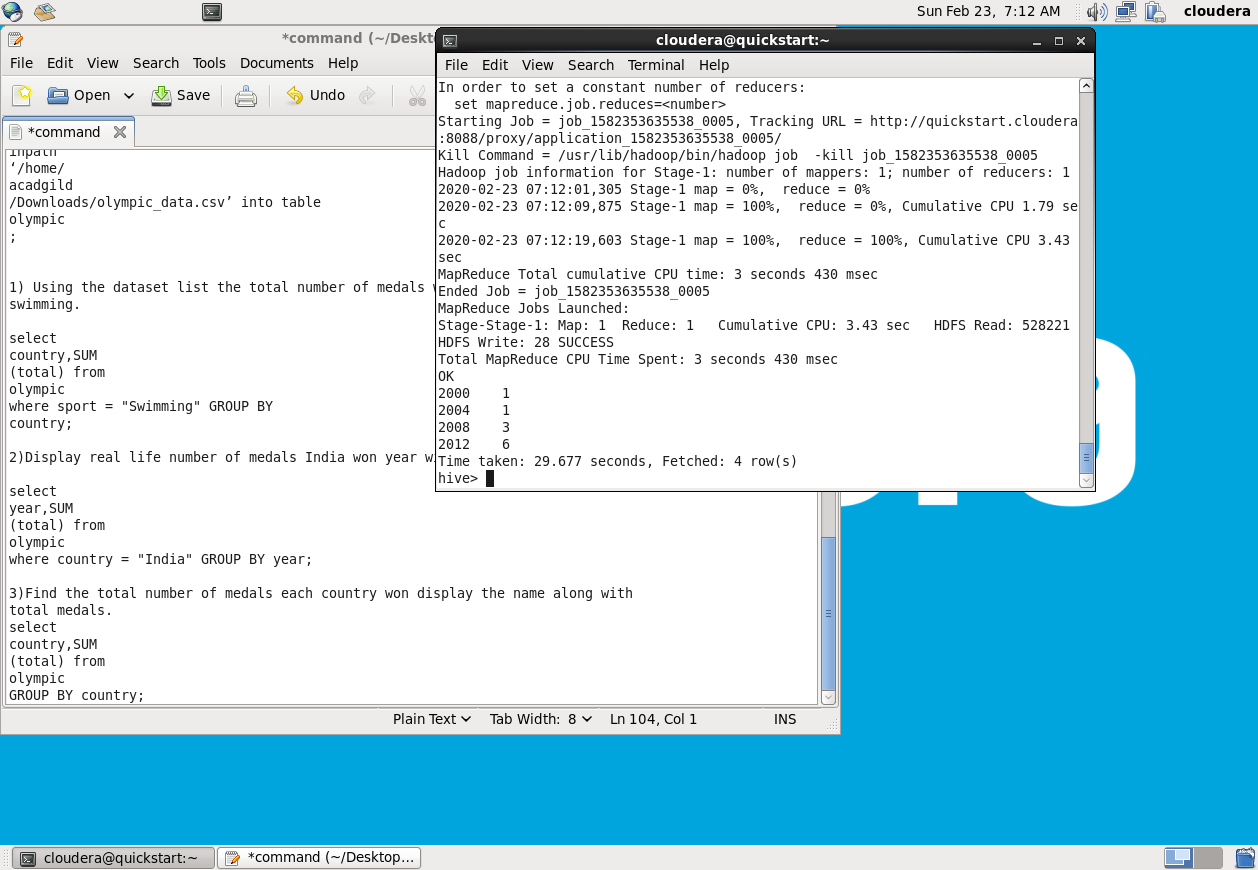 Sun Feb 23, 7:12 AM
cloudera
*command (~/Deskto
File Edit View Search Tools Documents Help
Open Save Undo
*command
inpath
‘/home/
acadgild
/Downloads/olympic_data.csv’ into table
olympic
;
1) Using the dataset list the total number of medals
swimming.
select
country,SUM
(total) from
olympic
where sport = "Swimming" GROUP BY
country;
2)Display real life number of medals India won year
select
year,SUM
(total) from
olympic
where country = "India" GROUP BY year;
3)Find the total number of medals each country won display the name along with
total medals.
select
country,SUM
(total) from
olympic
GROUP BY country;
Plain Text Tab Width: 8 Ln 104, Col 1 INS
cloudera@quickstart:~
File Edit View Search Terminal Help
In order to set a constant number of reducers:
  set mapreduce.job.reduces=<number>
Starting Job = job_1582353635538_0005, Tracking URL = http://quickstart.cloudera
:8088/proxy/application_1582353635538_0005/
Kill Command = /usr/lib/hadoop/bin/hadoop job  -kill job_1582353635538_0005
Hadoop job information for Stage-1: number of mappers: 1; number of reducers: 1
2020-02-23 07:12:01,305 Stage-1 map = 0%,  reduce = 0%
2020-02-23 07:12:09,875 Stage-1 map = 100%,  reduce = 0%, Cumulative CPU 1.79 se
c
2020-02-23 07:12:19,603 Stage-1 map = 100%,  reduce = 100%, Cumulative CPU 3.43
sec
MapReduce Total cumulative CPU time: 3 seconds 430 msec
Ended Job = job_1582353635538_0005
MapReduce Jobs Launched:
Stage-Stage-1: Map: 1  Reduce: 1   Cumulative CPU: 3.43 sec   HDFS Read: 528221
HDFS Write: 28 SUCCESS
Total MapReduce CPU Time Spent: 3 seconds 430 msec
OK
2000    1
2004    1
2008    3
2012    6
Time taken: 29.677 seconds, Fetched: 4 row(s)
hive>
cloudera@quickstart:~
*command (~/Desktop...